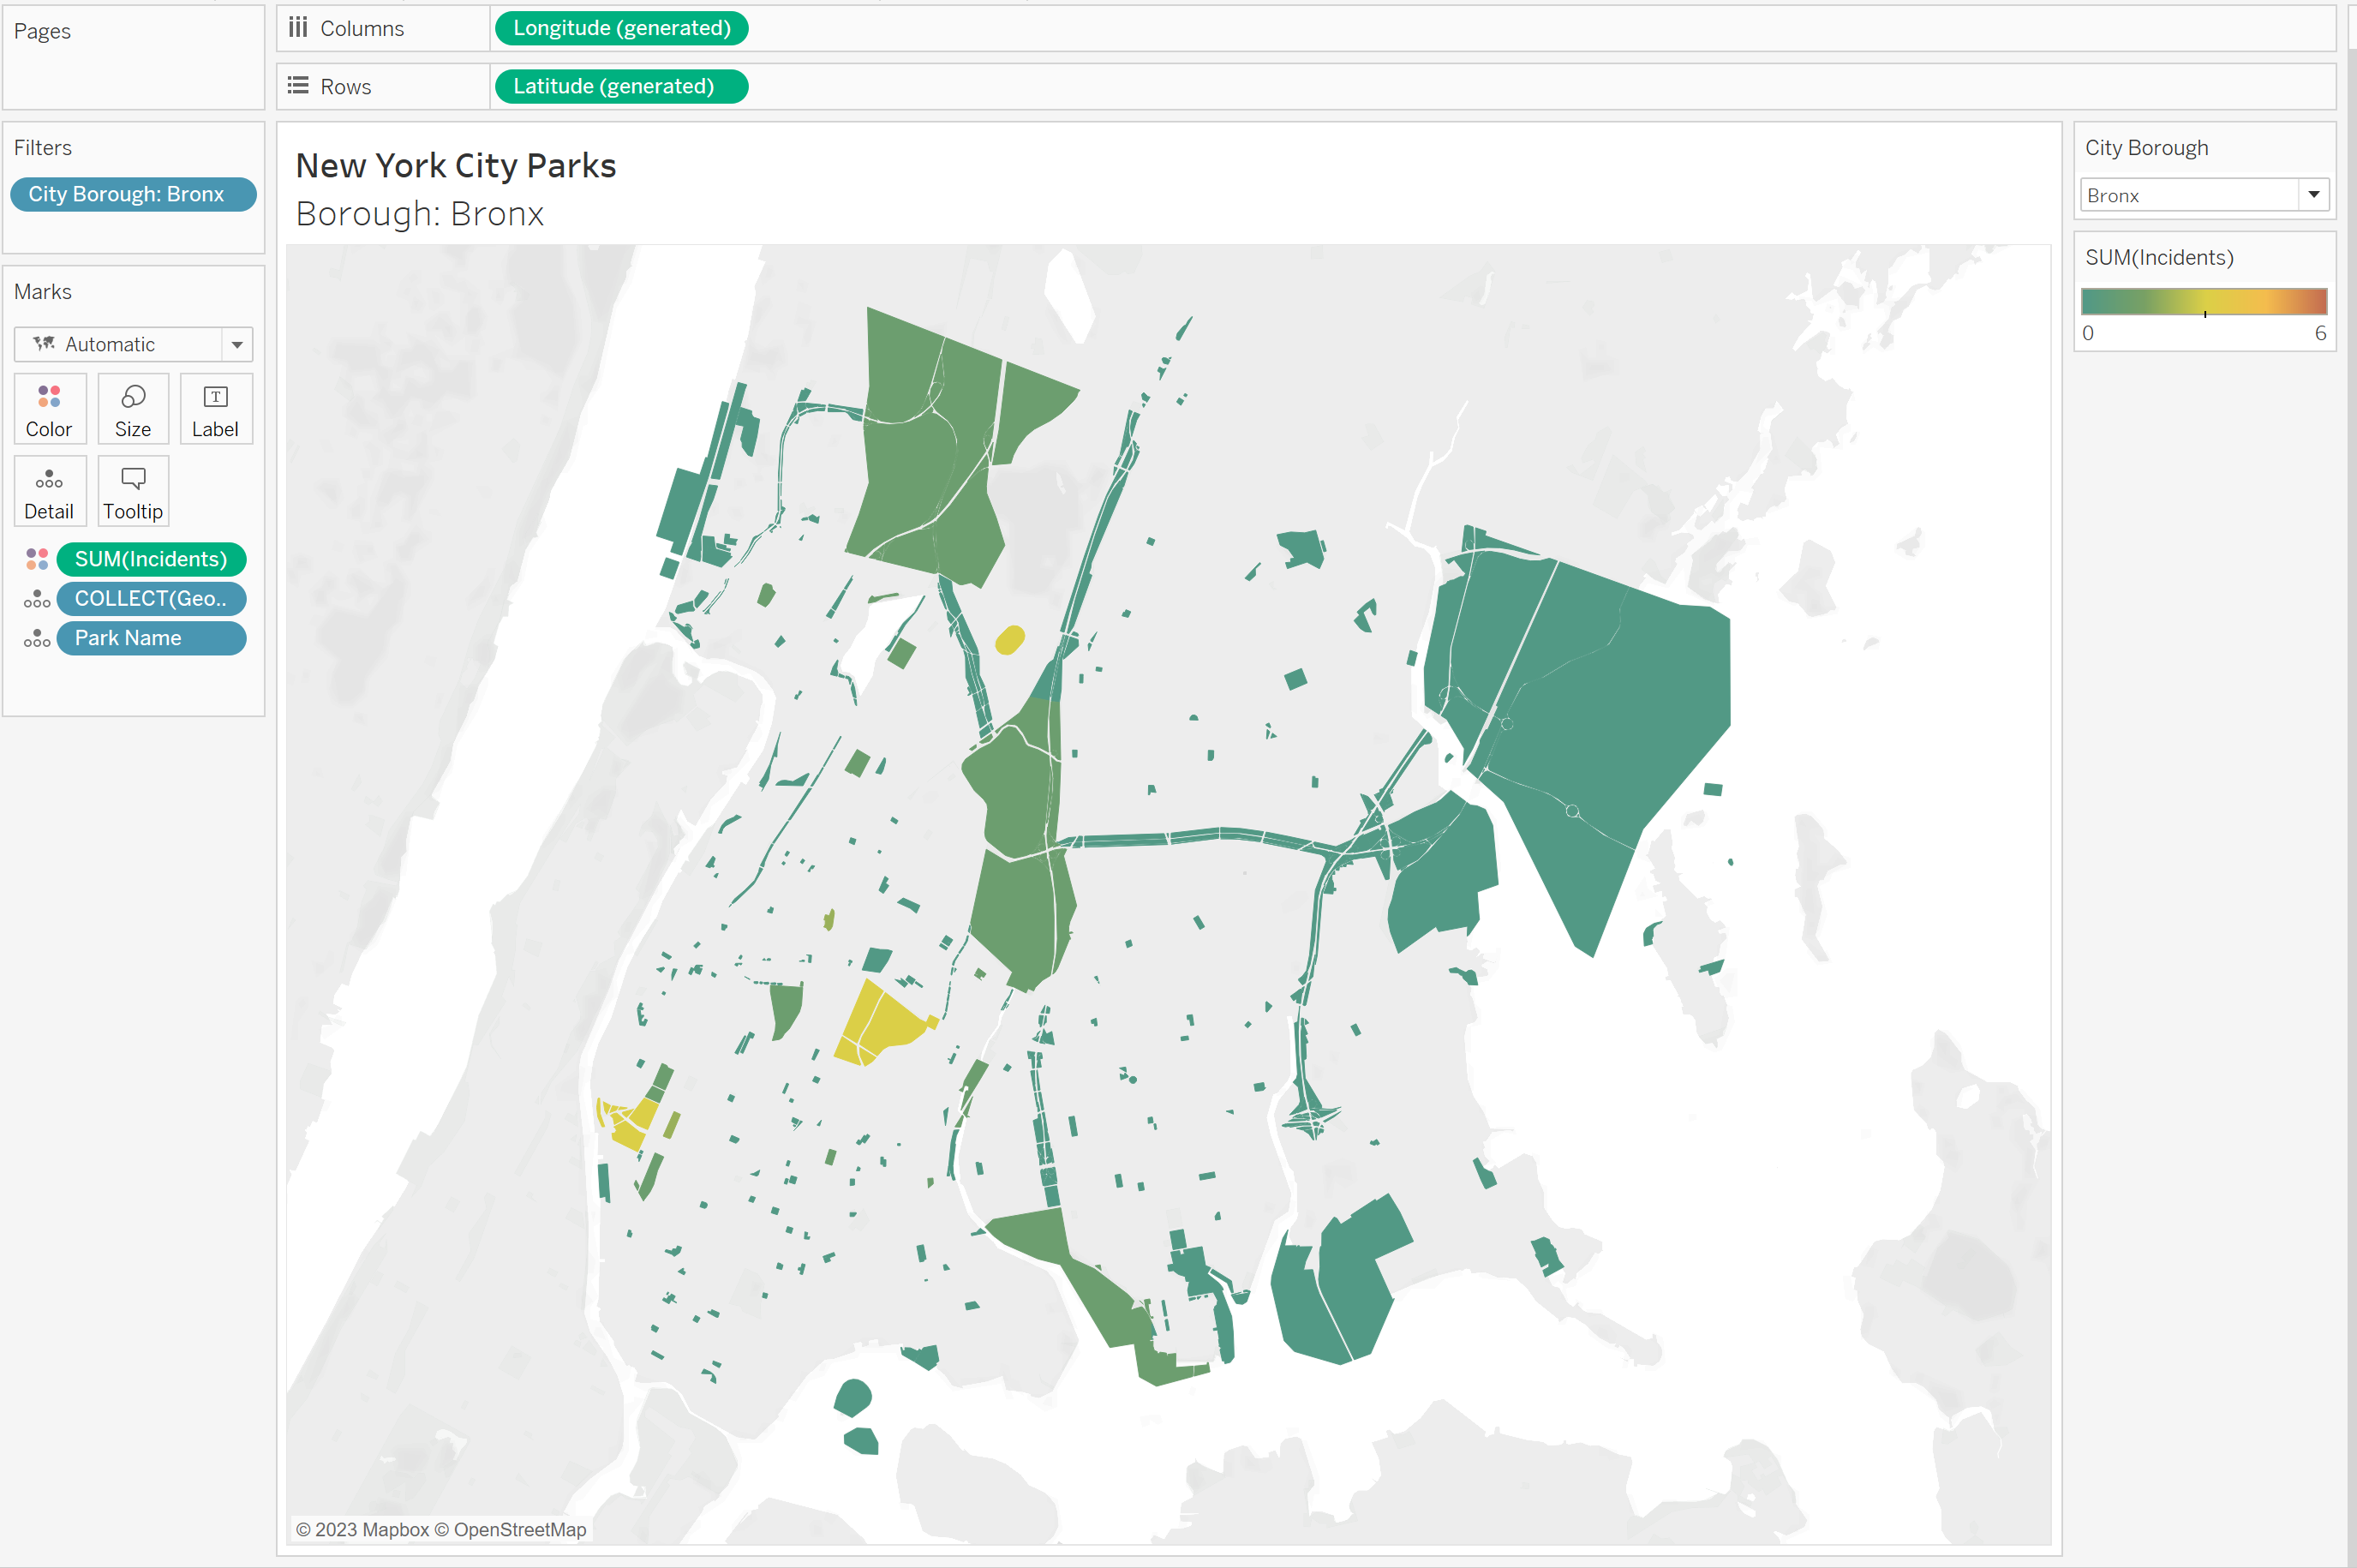 Pages
Columns
Longitude (generated)
Rows
Latitude (generated)
Filters
City Borough: Bronx
Marks
Automatic
Color
Size
T
Label
Detail
Tooltip
SUM(Incidents)
COLLECT(Geo..
Park Name
New York City Parks
Borough: Bronx
© 2023 Mapbox © OpenStreetMap
City Borough
Bronx
SUM(Incidents)
0 6